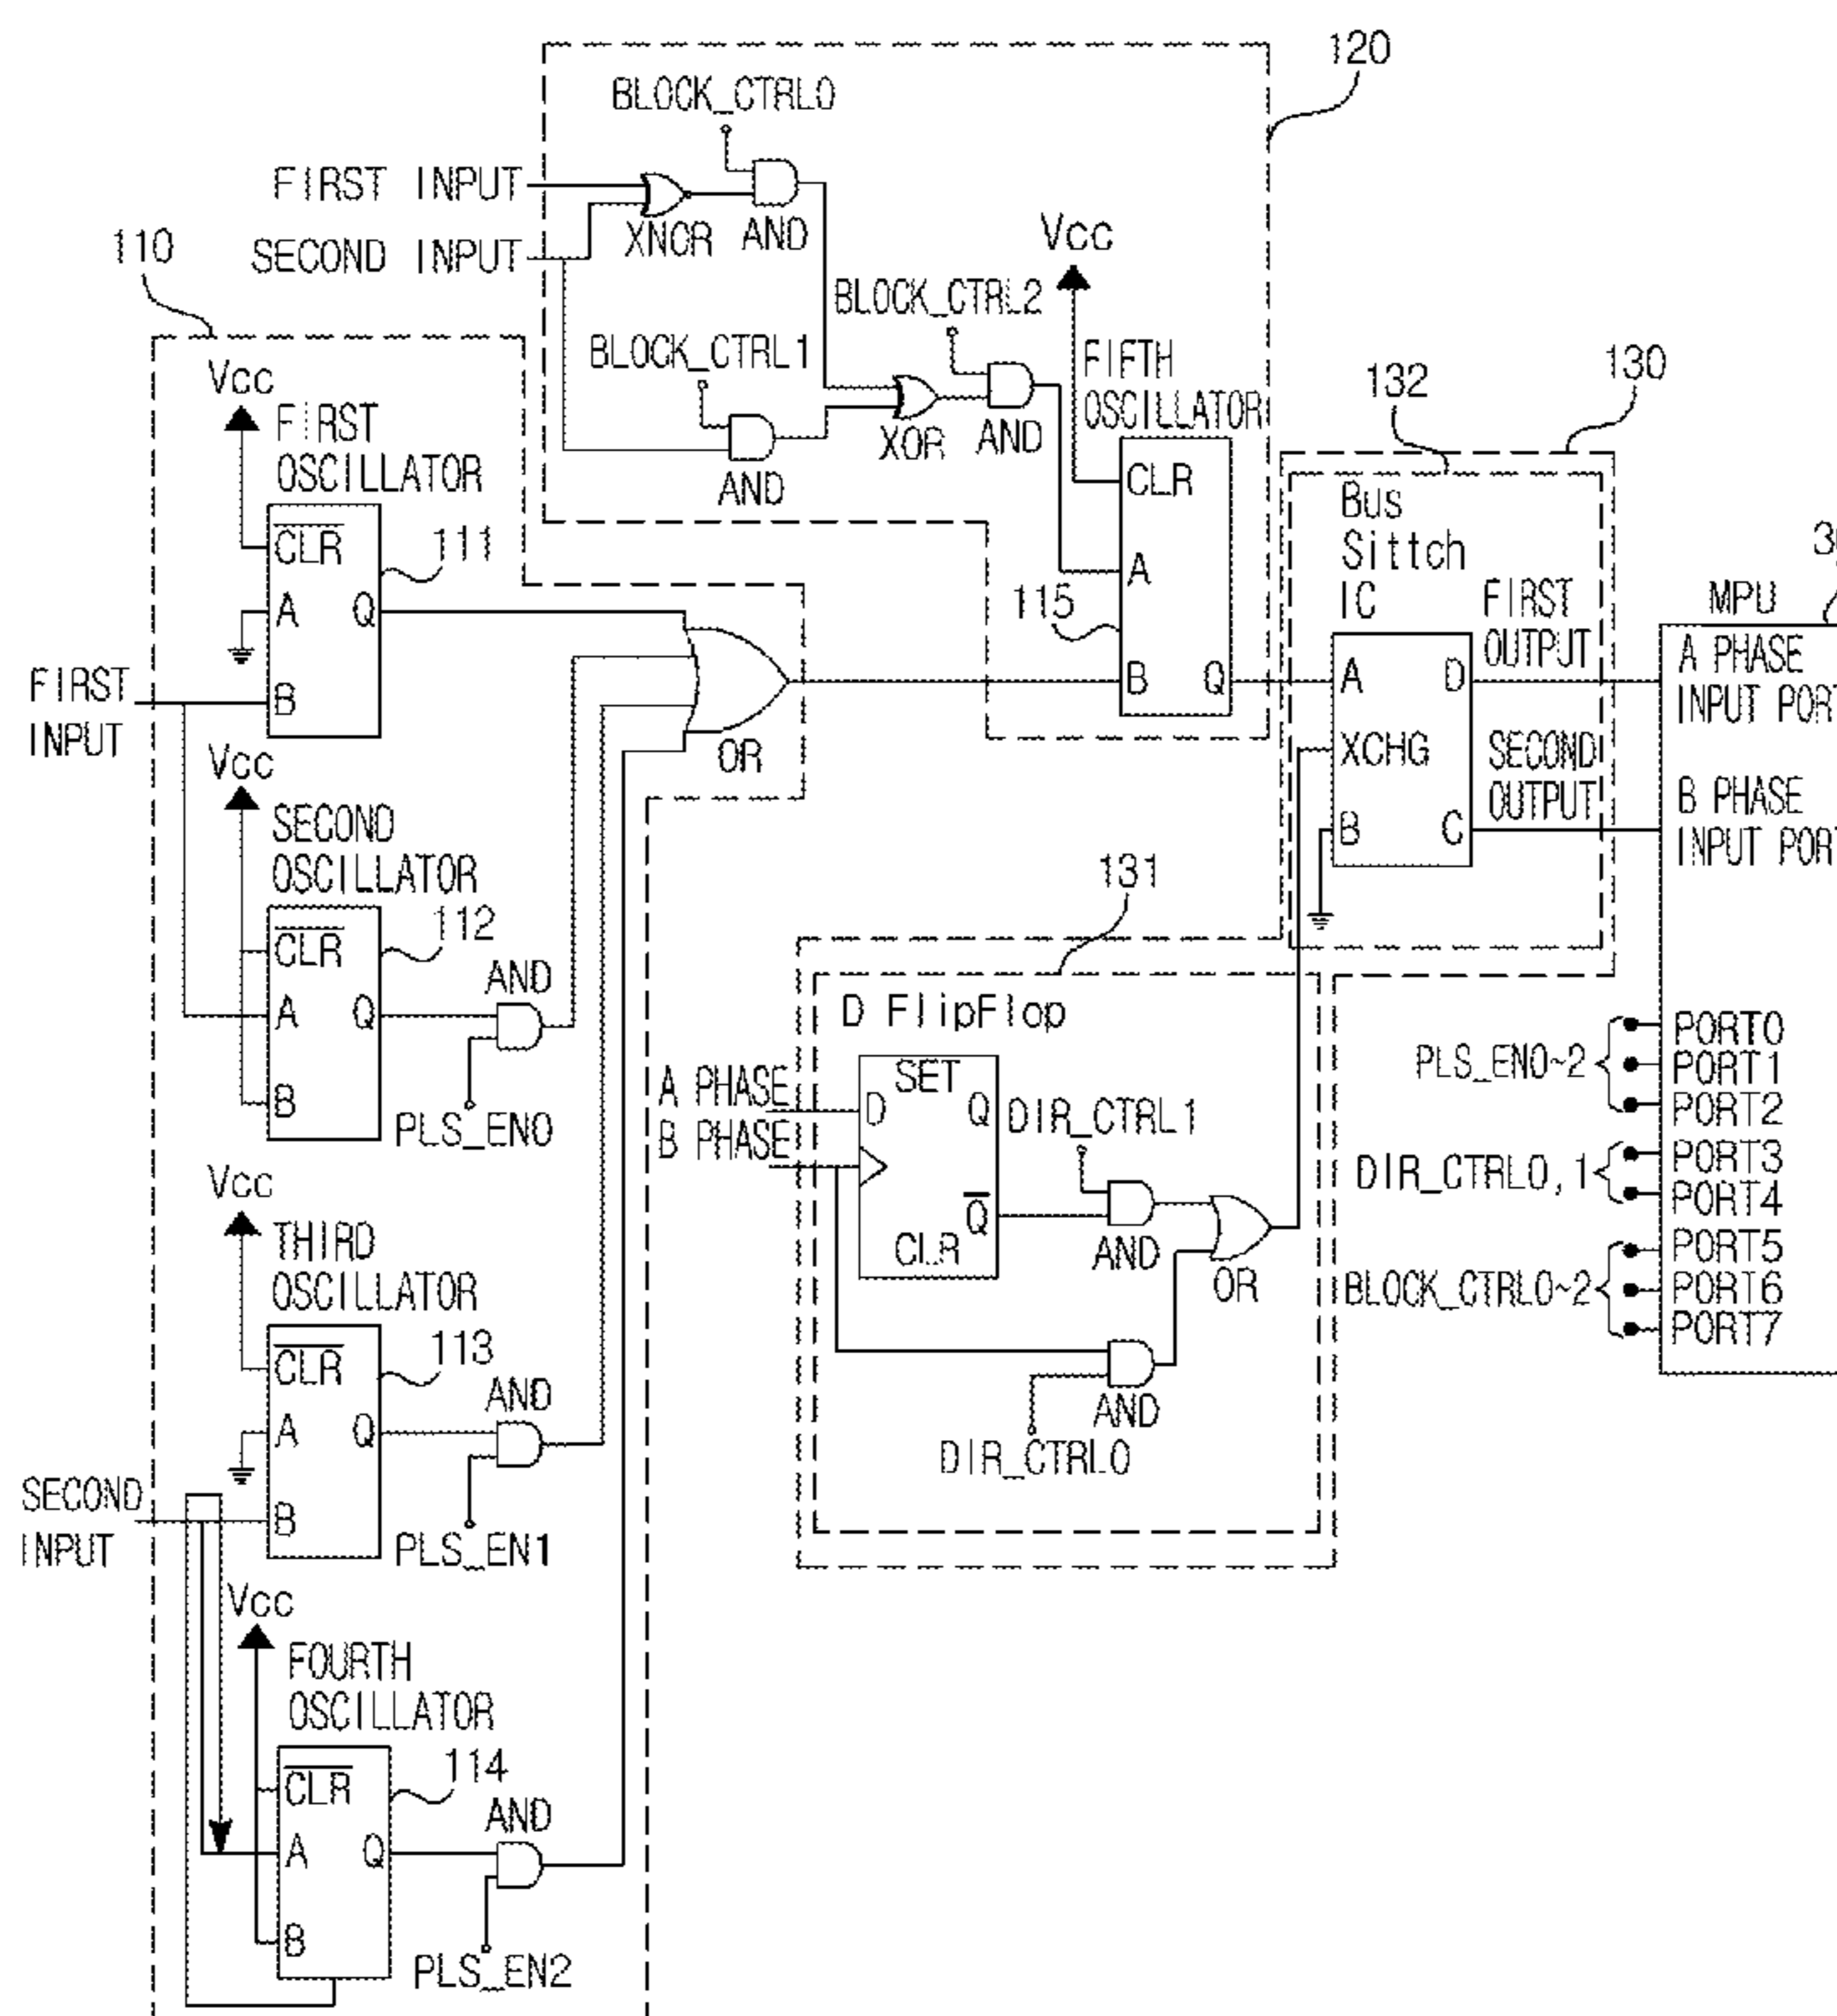 120
BLOCK_CTRL0
FIRST INPUT
XNOR
AND
SECOND INPUT
110
Vcc
BLOCK_CTRL2
BLOCK_CTRL1
FIFTH
OSCILLATOR
XOR
AND
AND
CLR
A
115
B
Q
Vcc
FIRST
OSCILLATOR
CLR
111
A
Q
B
FIRST
INPUT
OR
Vcc
SECOND
OSCILLATOR
CLR
112
A
Q
B
AND
PLS_EN0
Vcc
THIRD
OSCILLATOR
CLR
113
A
Q
B
AND
PLS_EN1
SECOND
INPUT
Vcc
FOURTH
OSCILLATOR
CLR
114
A
Q
B
AND
PLS_EN2
132
130
Bus
Sittch
IC
FIRST
OUTPUT
A
D
XCHG
SECOND
OUTPUT
B
C
131
D FlipFlop
A PHASE
B PHASE
SET
D
Q
Q
CLR
DIR_CTRL1
AND
OR
AND
DIR_CTRL0
MPU
A PHASE
INPUT PORT
B PHASE
INPUT PORT
PLS_EN0~2
PORT0
PORT1
PORT2
DIR_CTRL0,1
PORT3
PORT4
BLOCK_CTRL0~2
PORT5
PORT6
PORT7